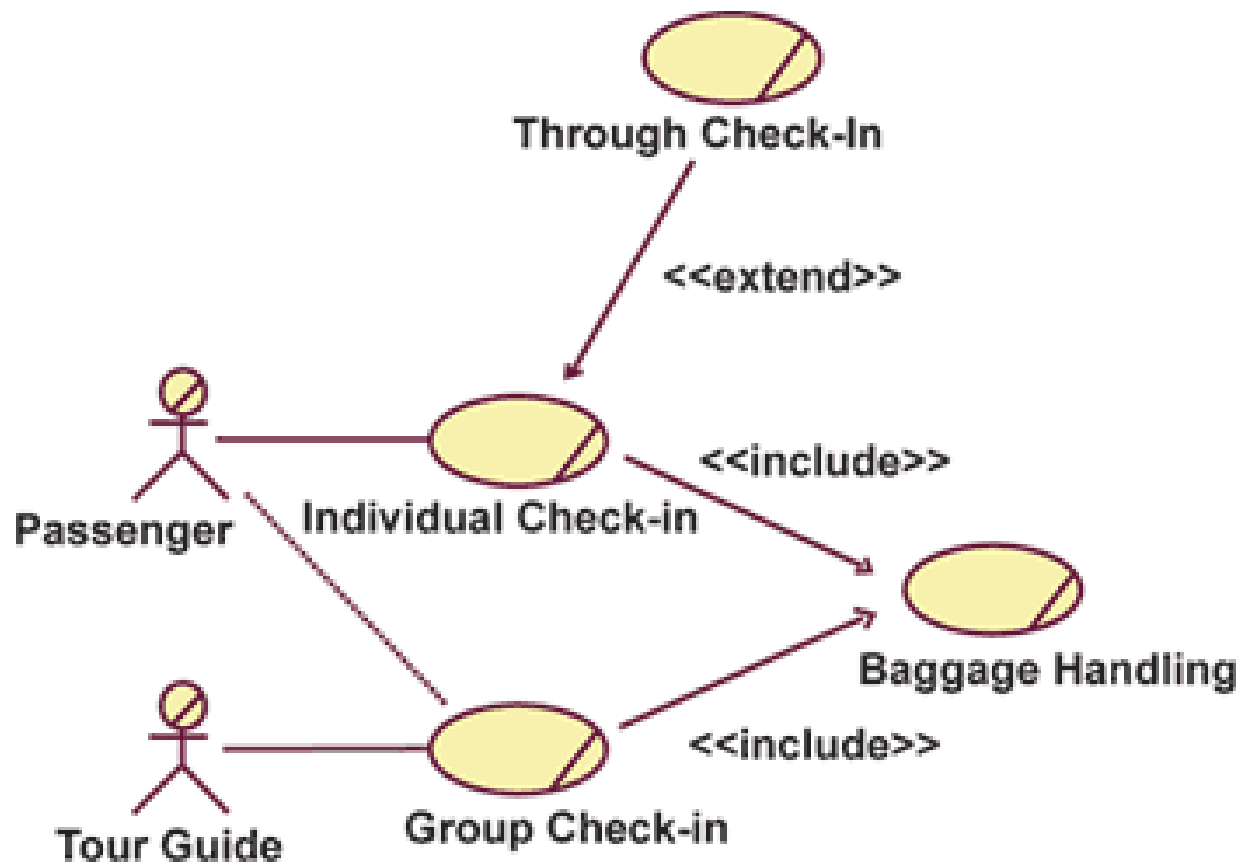 Through Check-In
<<extend>>
<<include>>
Individual Check-in
Passenger
Baggage Handling
<<include>>
Group Check-in
Tour Guide